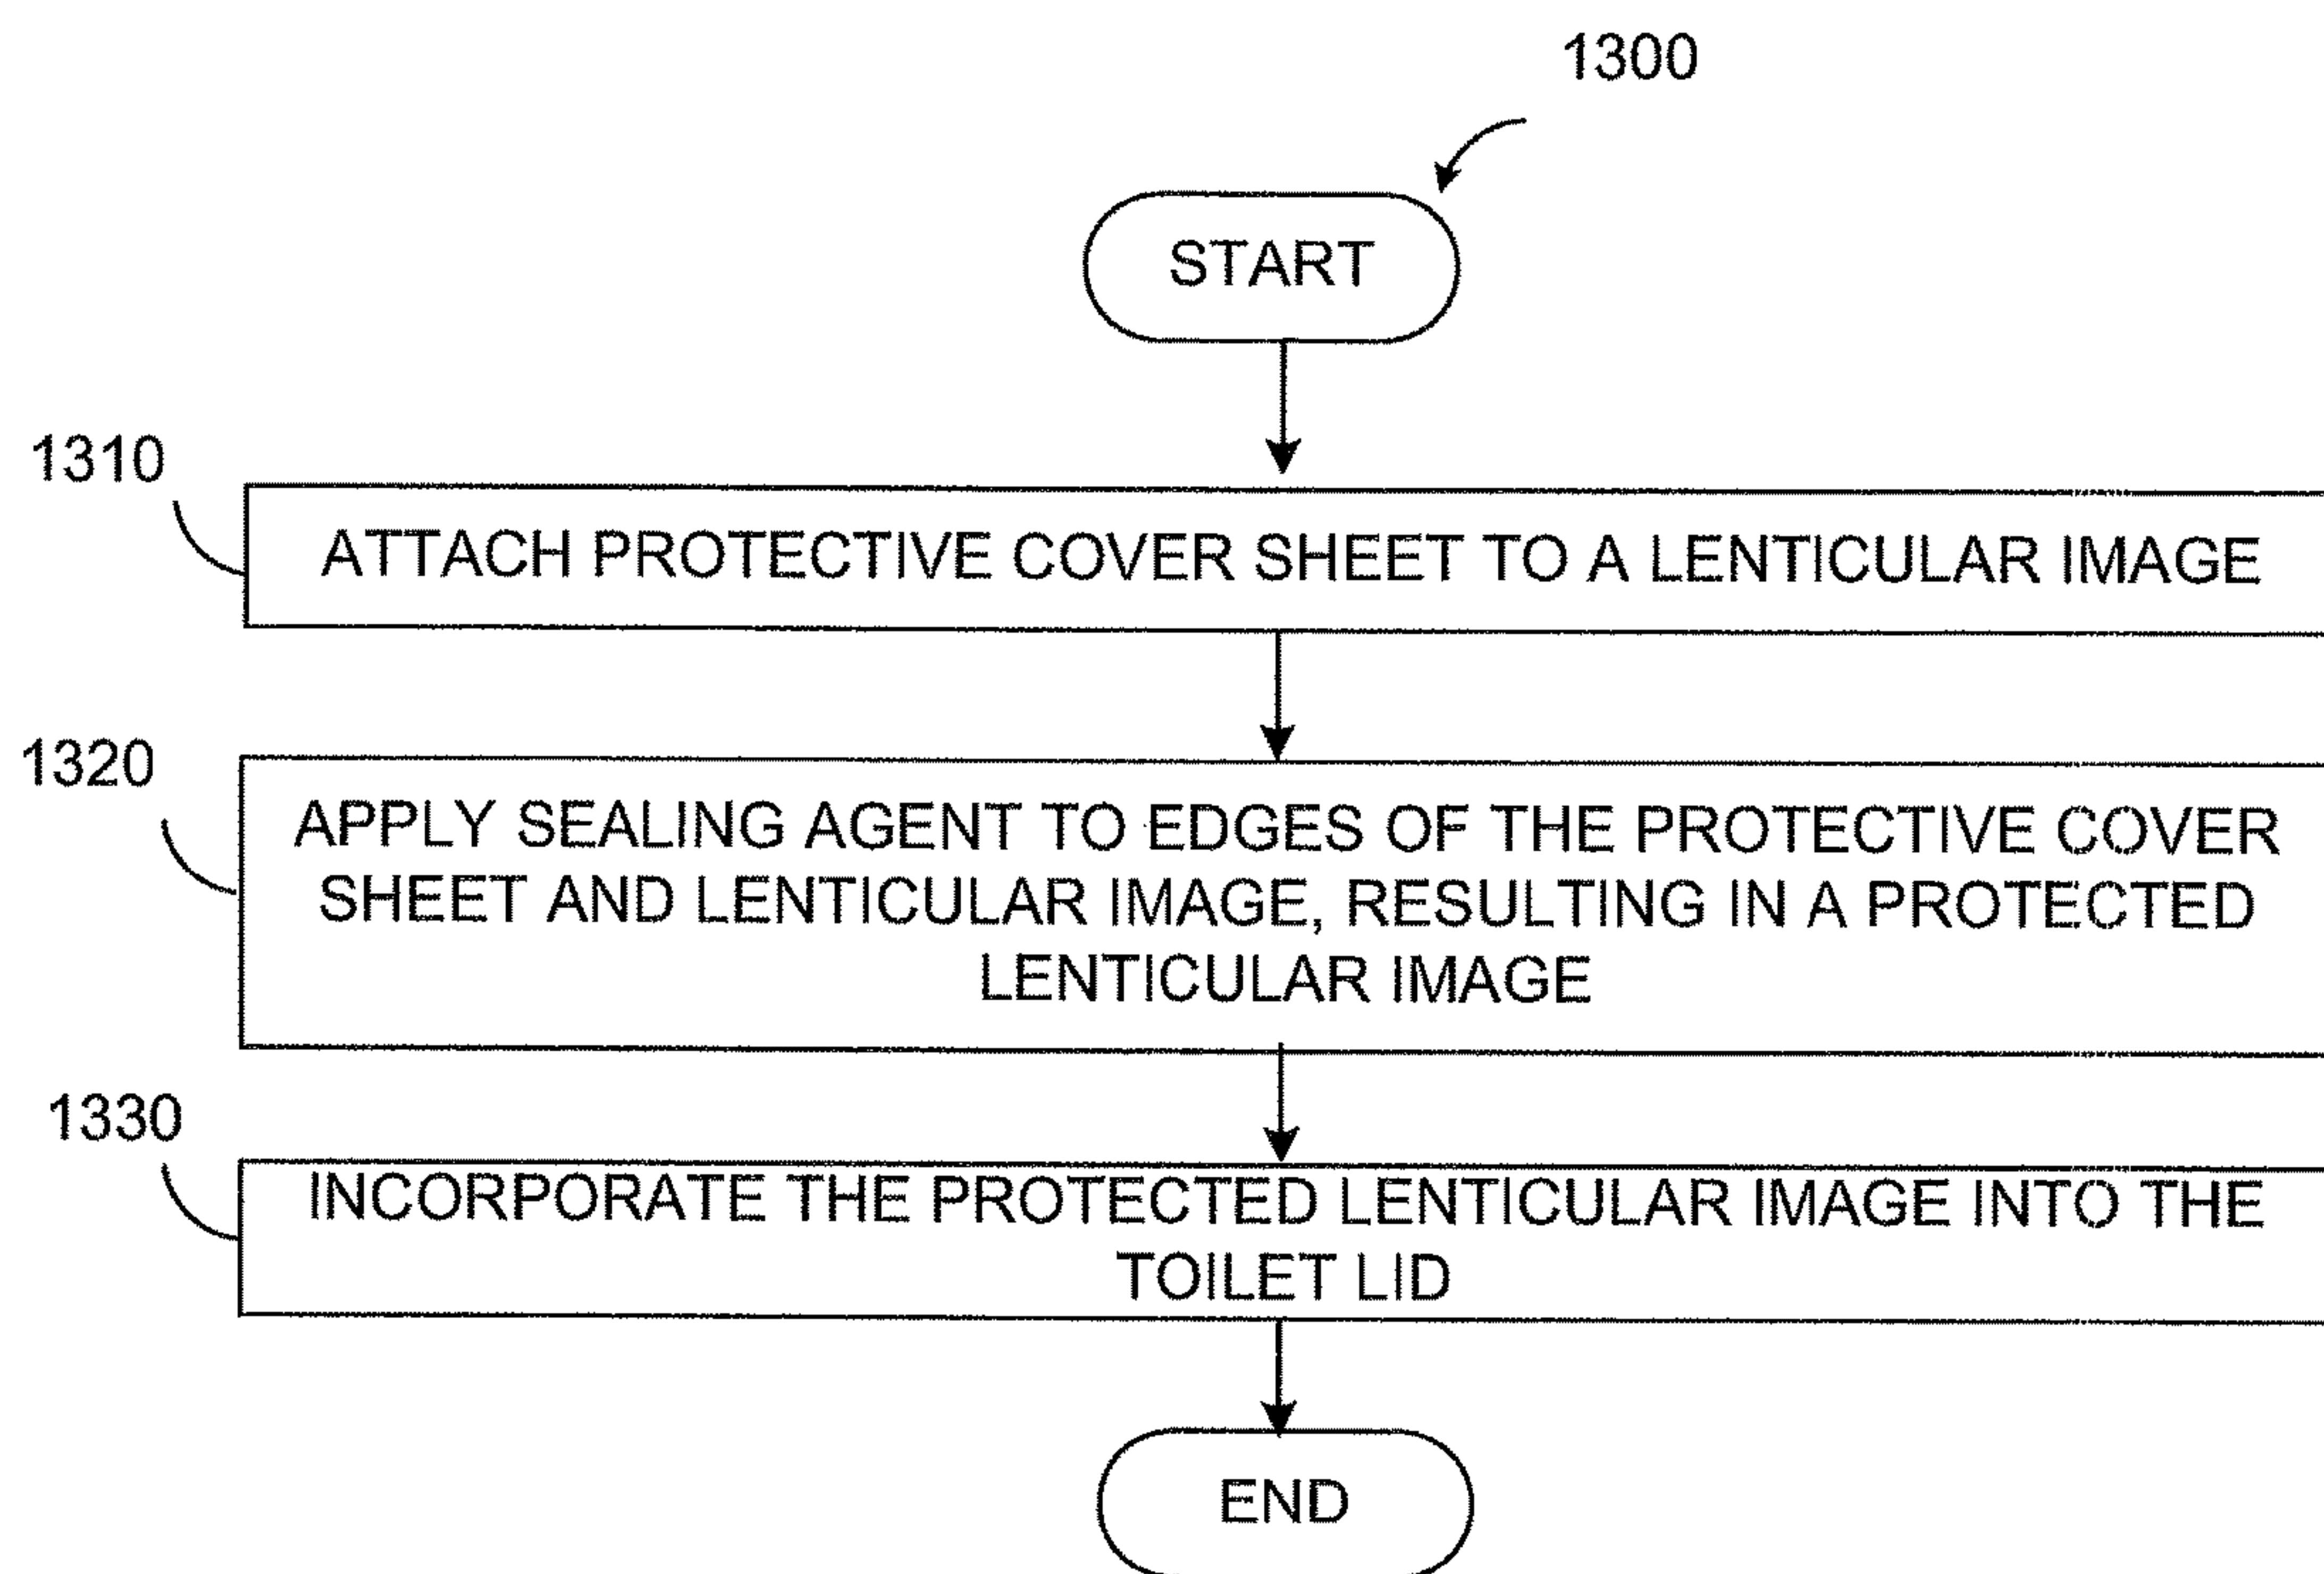 1300
START
1310
ATTACH PROTECTIVE COVER SHEET TO A LENTICULAR IMAGE
1320
APPLY SEALING AGENT TO EDGES OF THE PROTECTIVE COVER
SHEET AND LENTICULAR IMAGE, RESULTING IN A PROTECTED
LENTICULAR IMAGE
1330
INCORPORATE THE PROTECTED LENTICULAR IMAGE INTO THE
TOILET LID
END